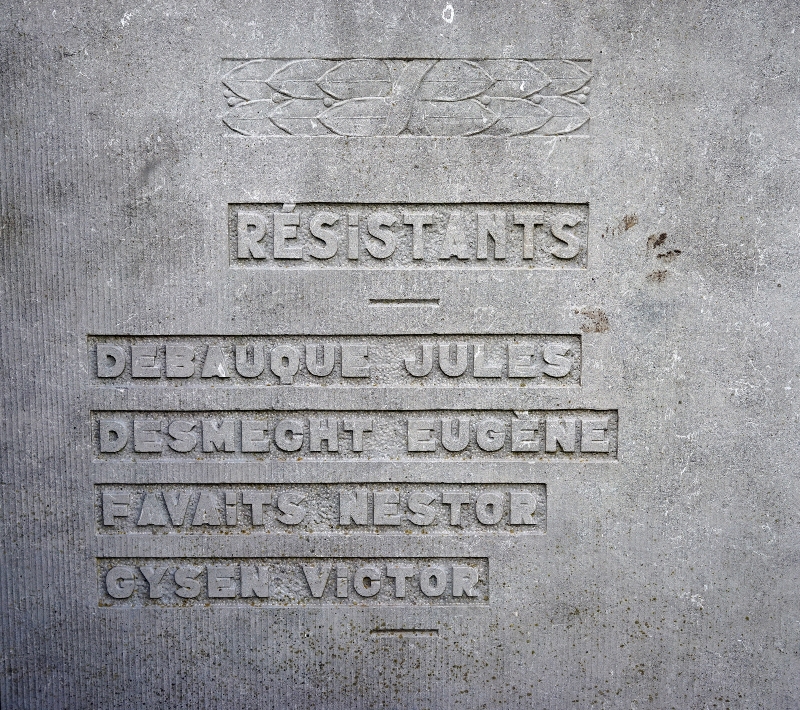 RÉSiSTANTS
DEBAUQUE JULES
DESMECHT EUGÈNE
FAVAiTS NESTOR
GYSEN ViCTOR